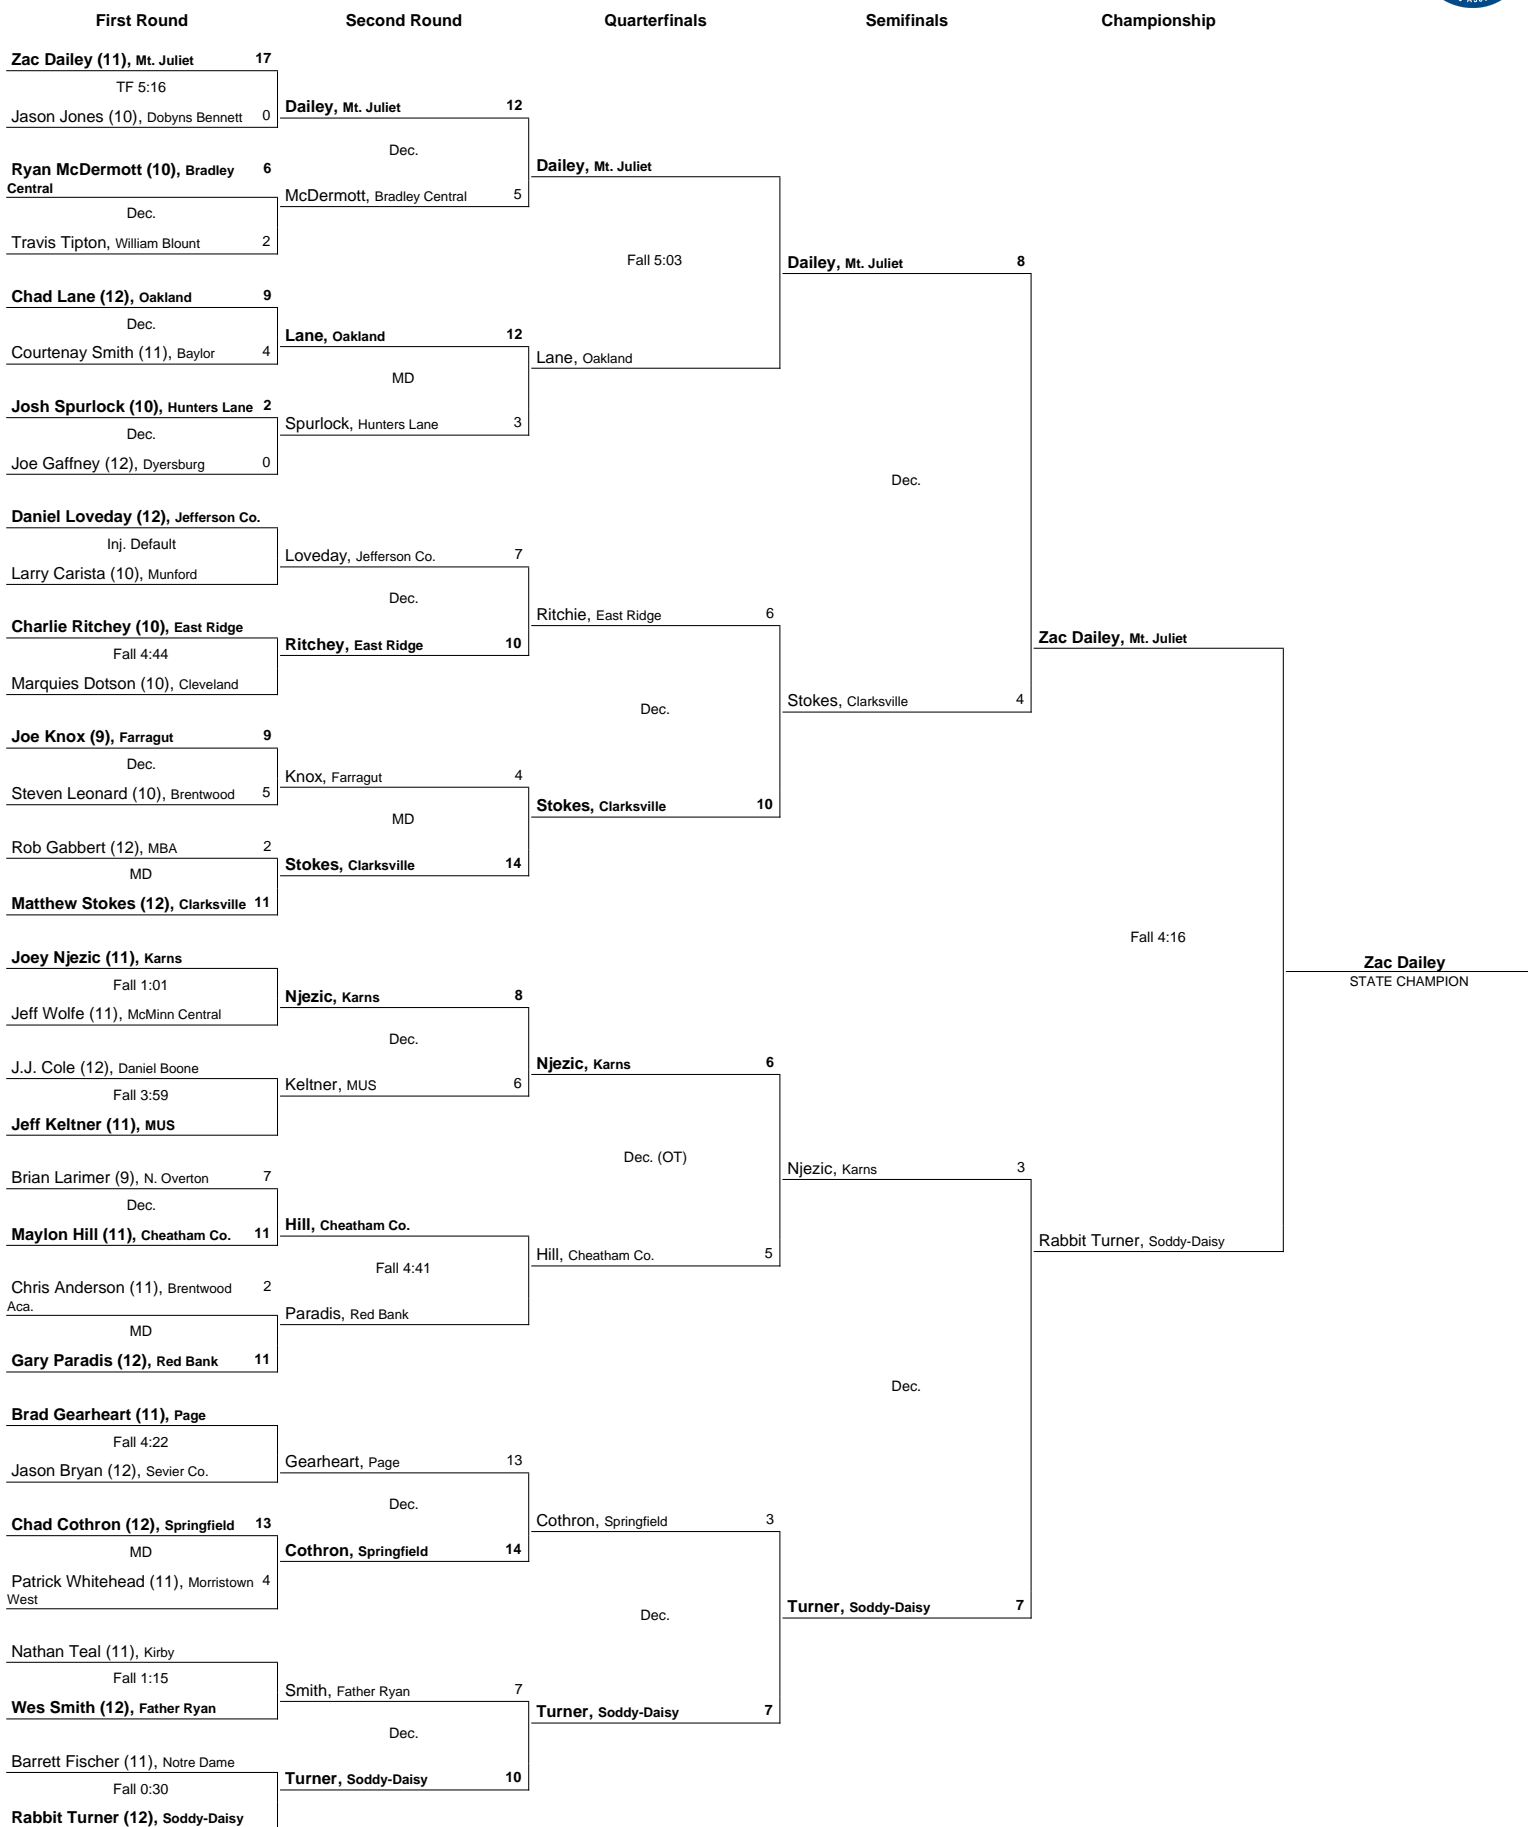 First Round
Second Round
Quarterfinals
Semifinals
Championship
Zac Dailey (11), Mt. Juliet 17
TF 5:16
Jason Jones (10), Dobyns Bennett 0
Ryan McDermott (10), Bradley 6
Central
Dec.
Travis Tipton, William Blount 2
Chad Lane (12), Oakland 9
Dec.
Courtenay Smith (11), Baylor 4
Josh Spurlock (10), Hunters Lane 2
Dec.
Joe Gaffney (12), Dyersburg 0
Daniel Loveday (12), Jefferson Co.
Inj. Default
Larry Carista (10), Munford
Charlie Ritchey (10), East Ridge
Fall 4:44
Marquies Dotson (10), Cleveland
Joe Knox (9), Farragut 9
Dec.
Steven Leonard (10), Brentwood 5
Rob Gabbert (12), MBA 2
MD
Matthew Stokes (12), Clarksville 11
Joey Njezic (11), Karns
Fall 1:01
Jeff Wolfe (11), McMinn Central
J.J. Cole (12), Daniel Boone
Fall 3:59
Jeff Keltner (11), MUS
Brian Larimer (9), N. Overton 7
Dec.
Maylon Hill (11), Cheatham Co. 11
Chris Anderson (11), Brentwood 2
Aca.
MD
Gary Paradis (12), Red Bank 11
Brad Gearheart (11), Page
Fall 4:22
Jason Bryan (12), Sevier Co.
Chad Cothron (12), Springfield 13
MD
Patrick Whitehead (11), Morristown 4
West
Nathan Teal (11), Kirby
Fall 1:15
Wes Smith (12), Father Ryan
Barrett Fischer (11), Notre Dame
Fall 0:30
Rabbit Turner (12), Soddy-Daisy
Dailey, Mt. Juliet 12
Dec.
McDermott, Bradley Central 5
Lane, Oakland 12
MD
Spurlock, Hunters Lane 3
Loveday, Jefferson Co. 7
Dec.
Ritchey, East Ridge 10
Knox, Farragut 4
MD
Stokes, Clarksville 14
Njezic, Karns 8
Dec.
Keltner, MUS 6
Hill, Cheatham Co.
Fall 4:41
Paradis, Red Bank
Gearheart, Page 13
Dec.
Cothron, Springfield 14
Smith, Father Ryan 7
Dec.
Turner, Soddy-Daisy 10
Dailey, Mt. Juliet
Fall 5:03
Lane, Oakland
Ritchie, East Ridge 6
Dec.
Stokes, Clarksville 10
Njezic, Karns 6
Dec. (OT)
Hill, Cheatham Co. 5
Cothron, Springfield 3
Dec.
Turner, Soddy-Daisy 7
Dailey, Mt. Juliet 8
Dec.
Stokes, Clarksville 4
Njezic, Karns 3
Dec.
Turner, Soddy-Daisy 7
Zac Dailey, Mt. Juliet
Fall 4:16
Rabbit Turner, Soddy-Daisy
Zac Dailey
STATE CHAMPION